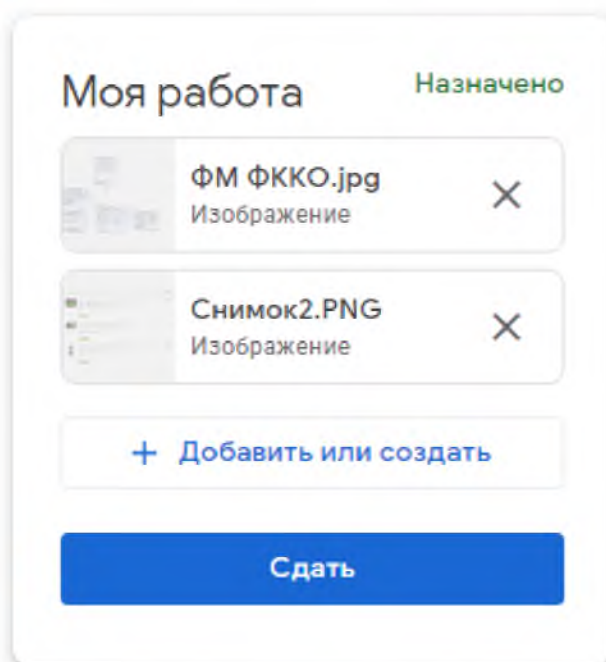 Моя работа
Назначено
ФМ ФККО.jpg
Изображение
Снимок2.PNG
Изображение
+ Добавить или создать
Сдать